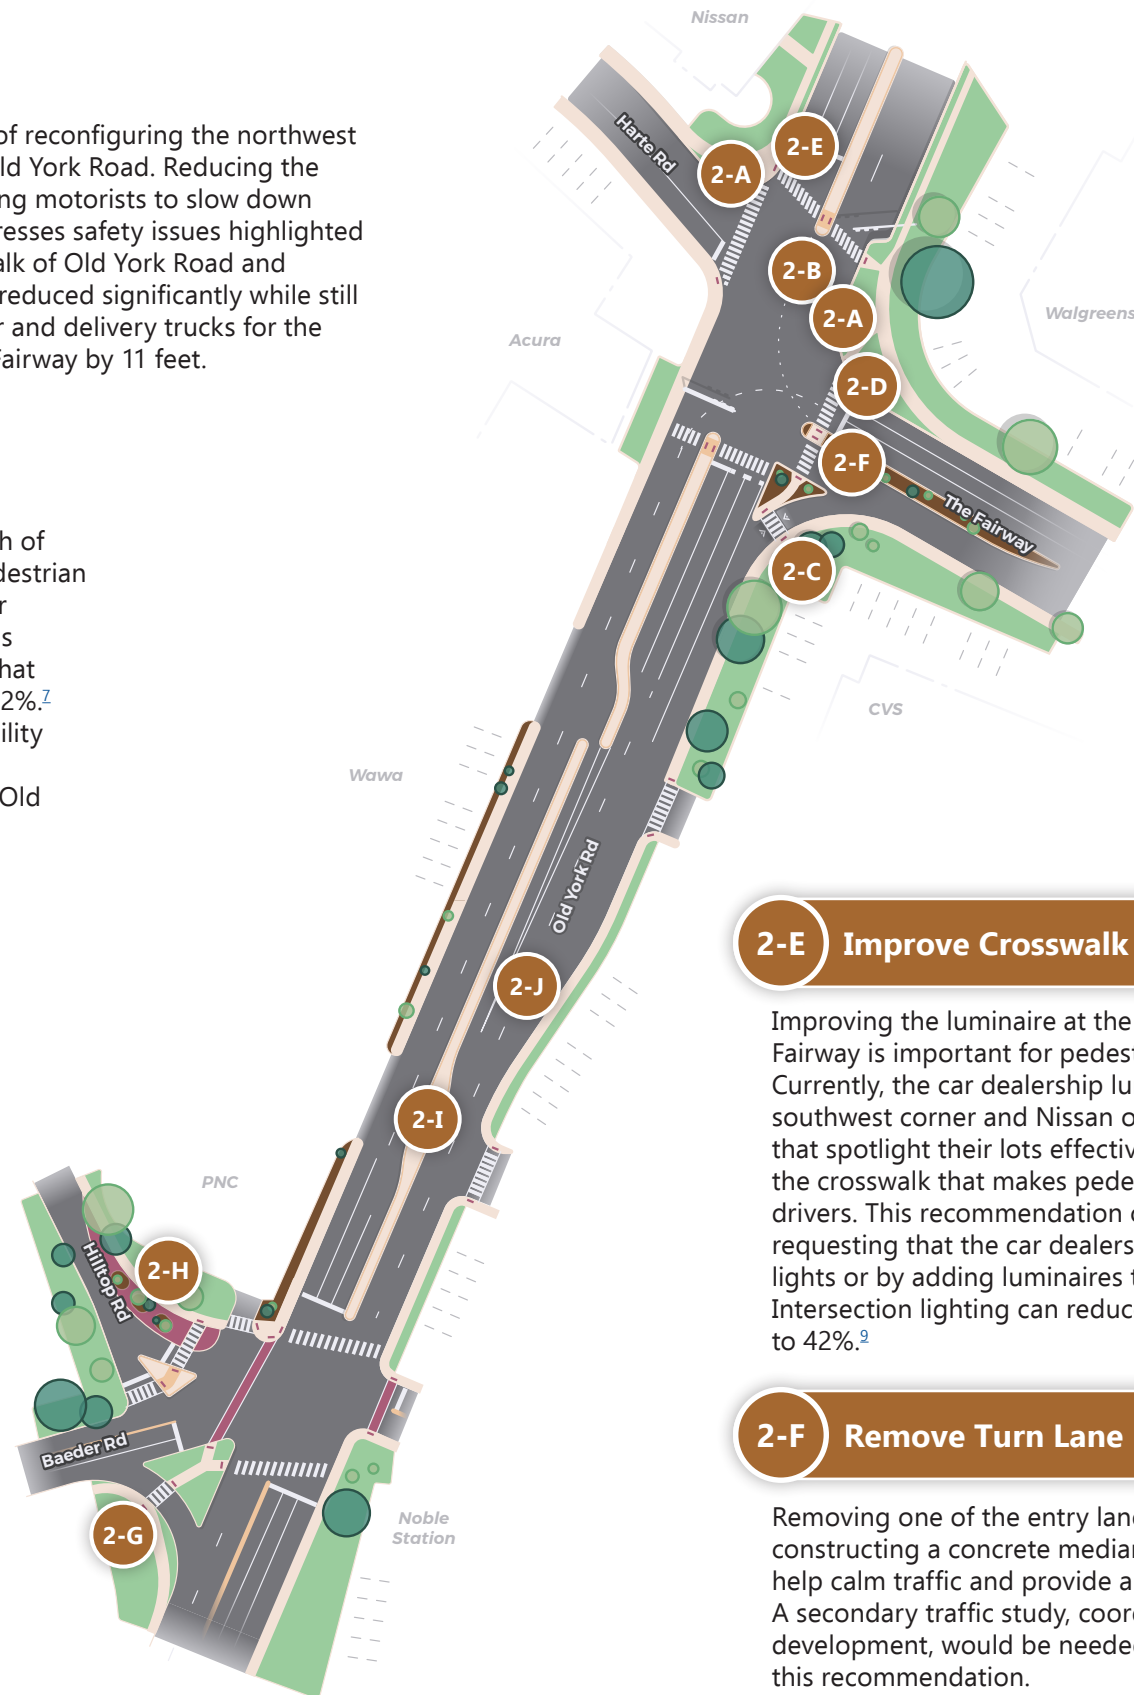 Nissan
of reconfiguring the northwest
ld York Road. Reducing the
ng motorists to slow down
resses safety issues highlighted
alk of Old York Road and
reduced significantly while still
r and delivery trucks for the
Fairway by 11 feet.
Harte Rd
2-E
2-A
2-B
2-A
Walgreens
Acura
2-D
2-F
The Fairway
2-C
h of
destrian
r
s
hat
2%.7
ility
Old
CVS
Wawa
Old York Rd
2-J
2-I
PNC
2-H
Hilltop Rd
Baeder Rd
2-G
Noble
Station
2-E Improve Crosswalk
Improving the luminaire at the
Fairway is important for pedest
Currently, the car dealership lu
southwest corner and Nissan o
that spotlight their lots effectiv
the crosswalk that makes pede
drivers. This recommendation c
requesting that the car dealers
lights or by adding luminaires t
Intersection lighting can reduc
to 42%.9
2-F Remove Turn Lane
Removing one of the entry lane
constructing a concrete median
help calm traffic and provide a
A secondary traffic study, coord
development, would be needed
this recommendation.